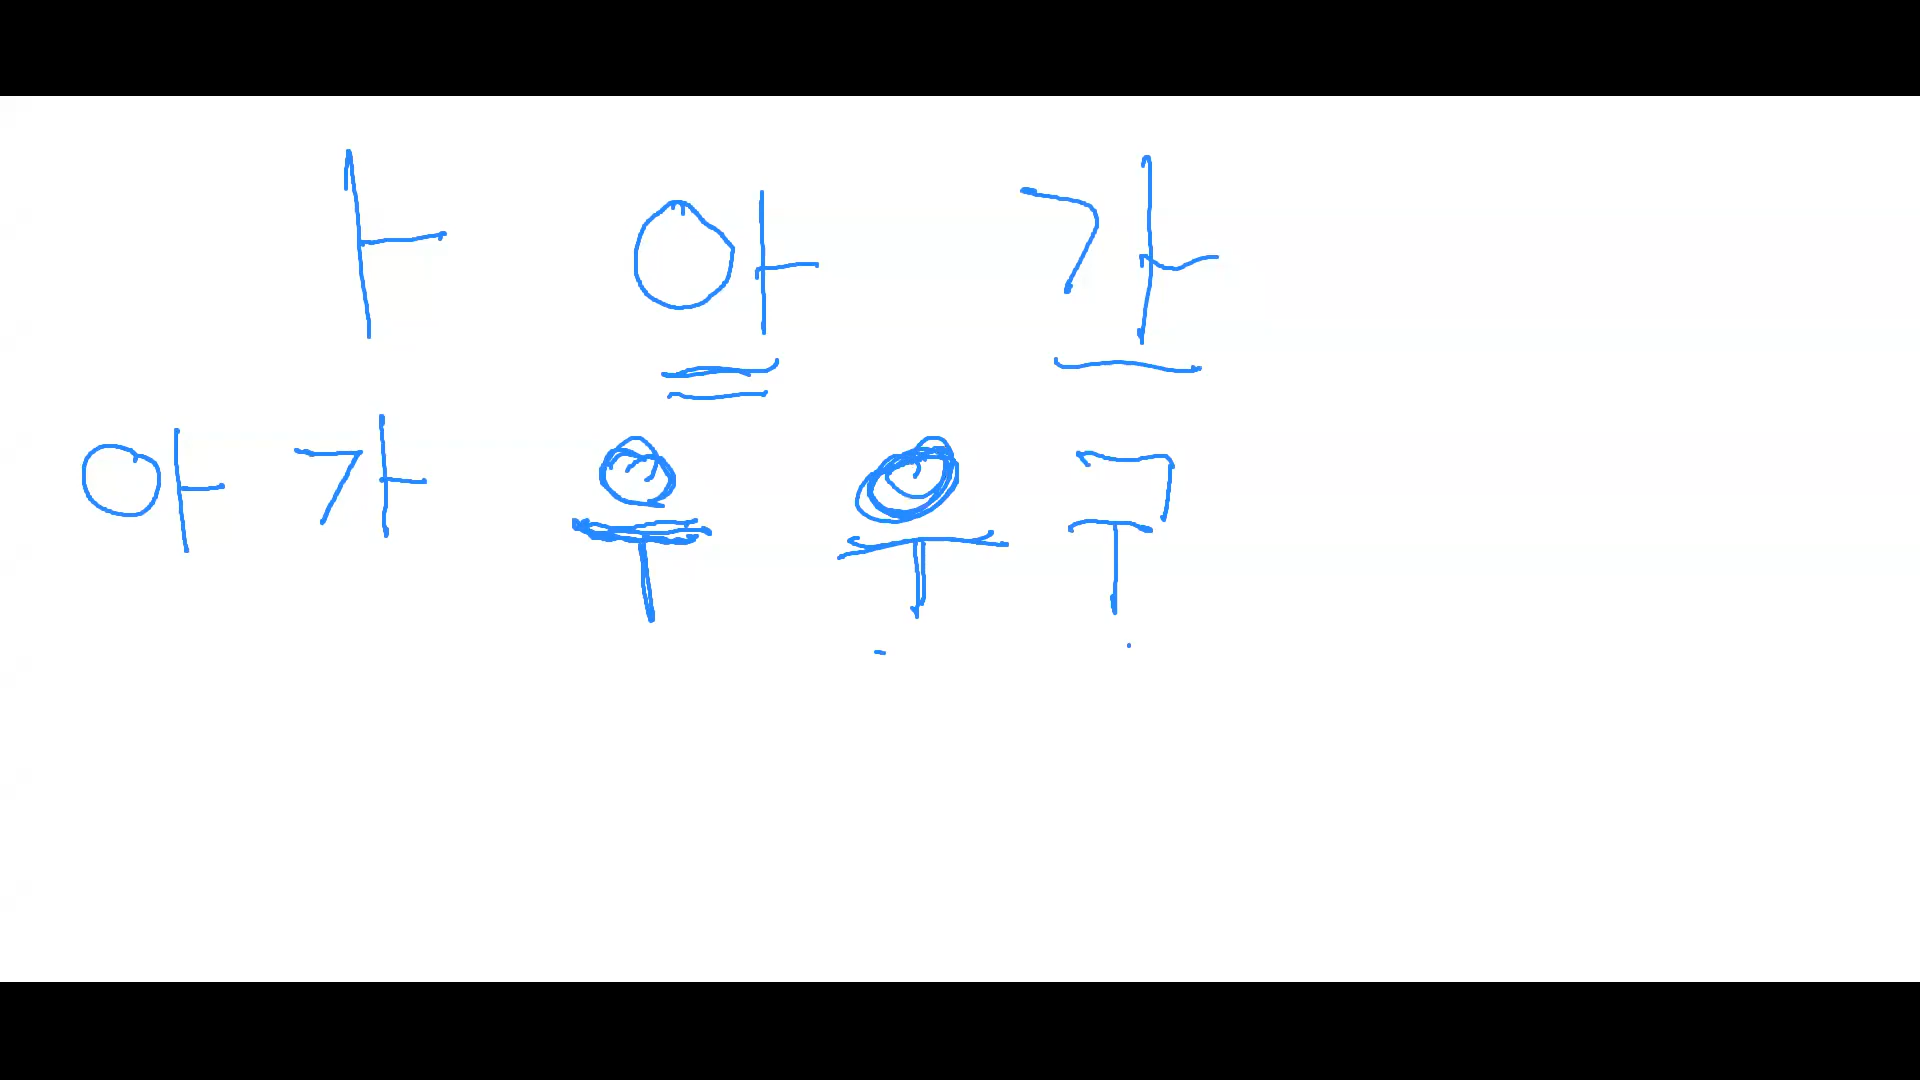 ㅏ 아 가
아 가 우 우 구